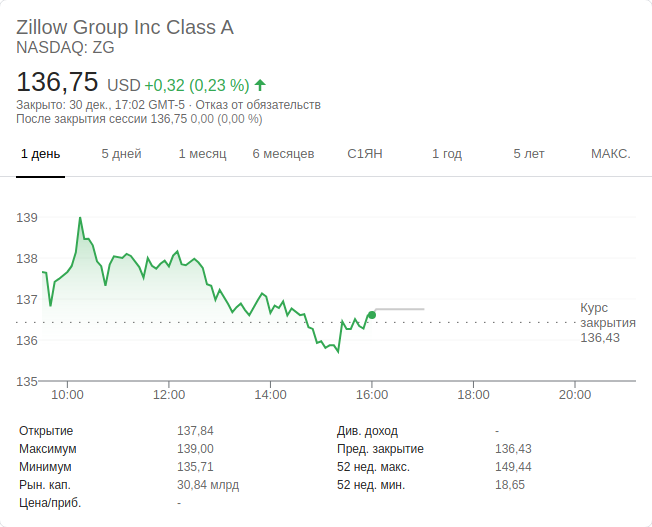 Zillow Group Inc Class A
NASDAQ: ZG
136,75 USD +0,32 (0,23 %)
Закрыто: 30 дек., 17:02 GMT-5 · Отказ от обязательств
После закрытия сессии 136,75 0,00 (0,00 %)
1 день 5 дней 1 месяц 6 месяцев С1ЯН 1 год 5 лет МАКС.
139
138
137
Курс
закрытия
136,43
136
135
10:00 12:00 14:00 16:00 18:00 20:00
Открытие 137,84 Див. доход -
Максимум 139,00 Пред. закрытие 136,43
Минимум 135,71 52 нед. макс. 149,44
Рын. кап. 30,84 млрд 52 нед. мин. 18,65
Цена/приб. -